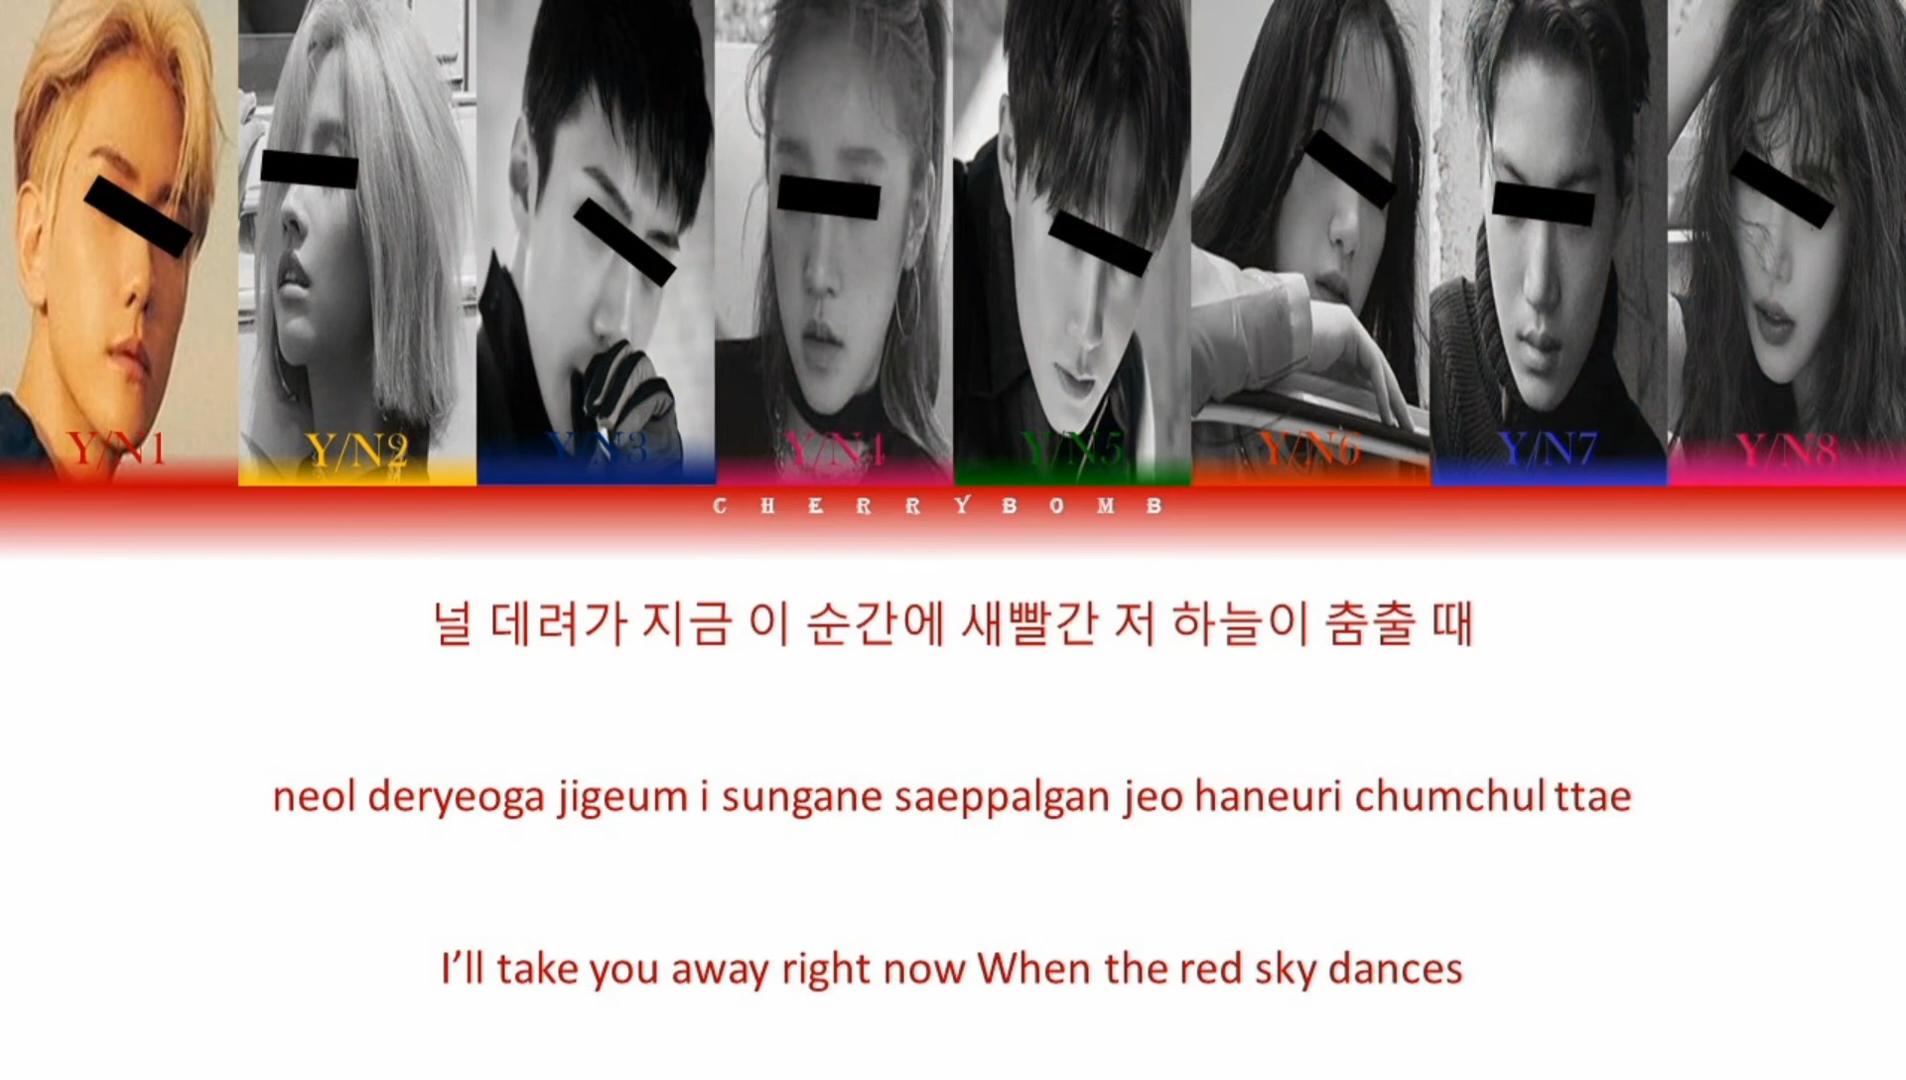 Y/N1 Y/N2 Y/N3 Y/N4 Y/N5 Y/N6 Y/N7 Y/N8
CHERRYBOMB
널 데려가 지금 이 순간에 새빨간 저 하늘이 춤출 때
neol deryeoga jigeum i sungane saeppalgan jeo haneuri chumchul ttae
I’ll take you away right now When the red sky dances